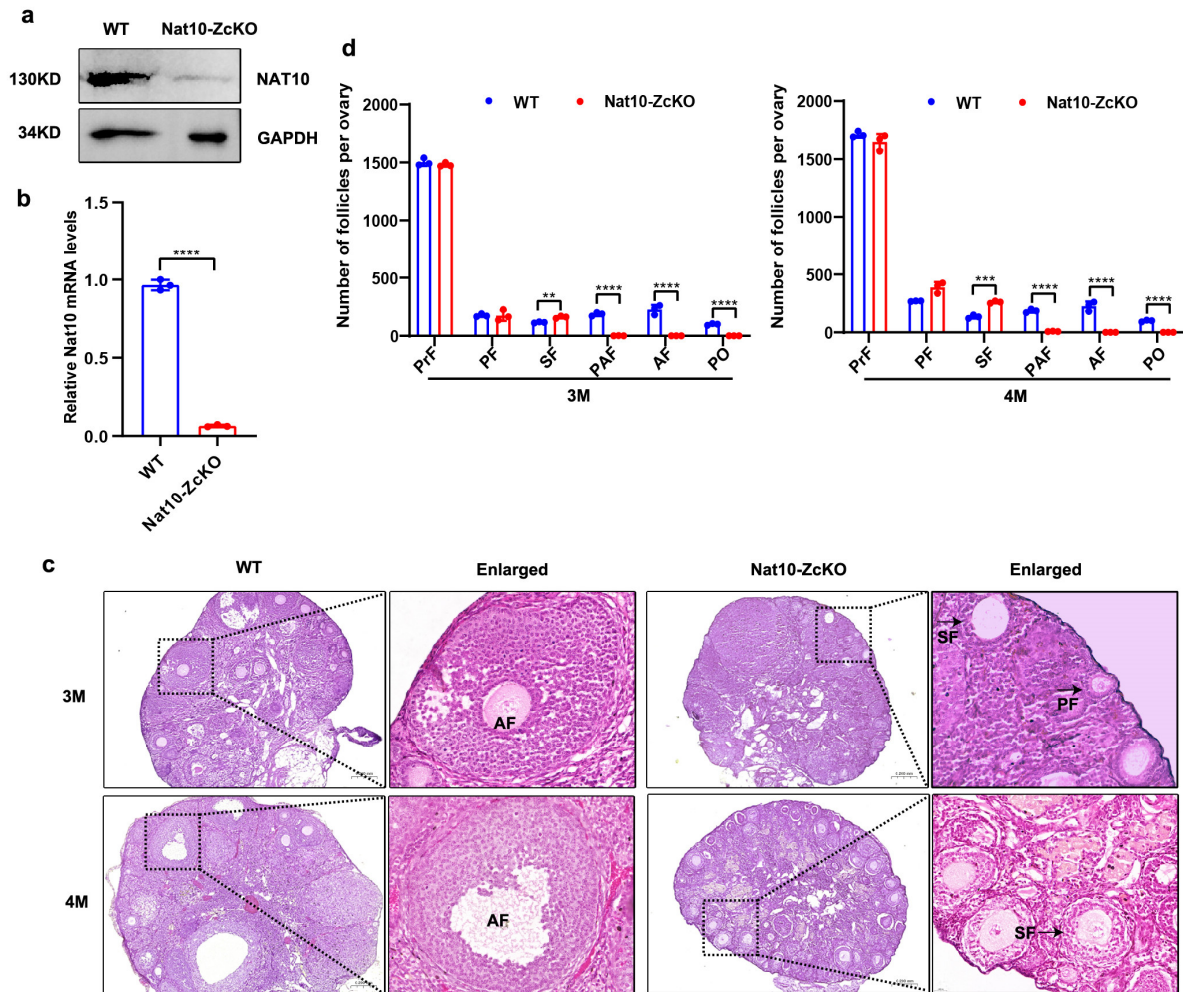 a
WT Nat10-ZcKO
130KD NAT10
34KD GAPDH
b
Relative Nat10 mRNA levels
1.5
1.0
0.5
0.0
****
WT
Nat10-ZcKO
d
Number of follicles per ovary
2000
1500
1000
500
0
WT Nat10-ZcKO
** **** **** ****
PrF PF SF PAF AF PO
3M
Number of follicles per ovary
2000
1500
1000
500
0
WT Nat10-ZcKO
*** **** **** ****
PrF PF SF PAF AF PO
4M
c
WT Enlarged Nat10-ZcKO Enlarged
3M
AF
SF
PF
4M
AF
SF